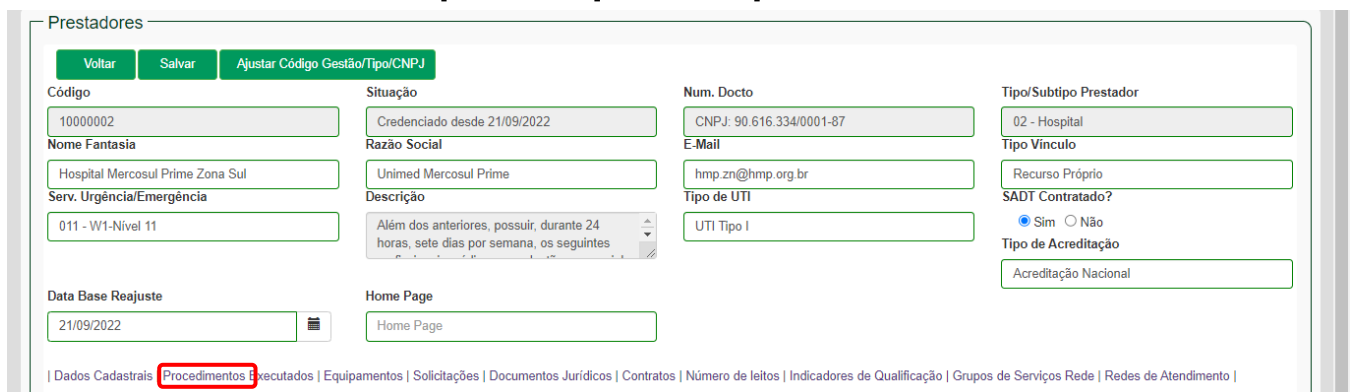 Prestadores
Voltar Salvar Ajustar Código Gestão/Tipo/CNPJ
Código Situação Num. Docto Tipo/Subtipo Prestador
10000002 Credenciado desde 21/09/2022 CNPJ: 90.616.334/0001-87 02 - Hospital
Nome Fantasia Razão Social E-Mail Tipo Vínculo
Hospital Mercosul Prime Zona Sul Unimed Mercosul Prime hmp.zn@hmp.org.br Recurso Próprio
Serv. Urgência/Emergência Descrição Tipo de UTI SADT Contratado?
011 - W1-Nível 11 Além dos anteriores, possuir, durante 24 UTI Tipo I Sim Não
horas, sete dias por semana, os seguintes
Tipo de Acreditação
Acreditação Nacional
Data Base Reajuste Home Page
21/09/2022 Home Page
| Dados Cadastrais | Procedimentos Executados | Equipamentos | Solicitações | Documentos Jurídicos | Contratos | Número de leitos | Indicadores de Qualificação | Grupos de Serviços Rede | Redes de Atendimento |